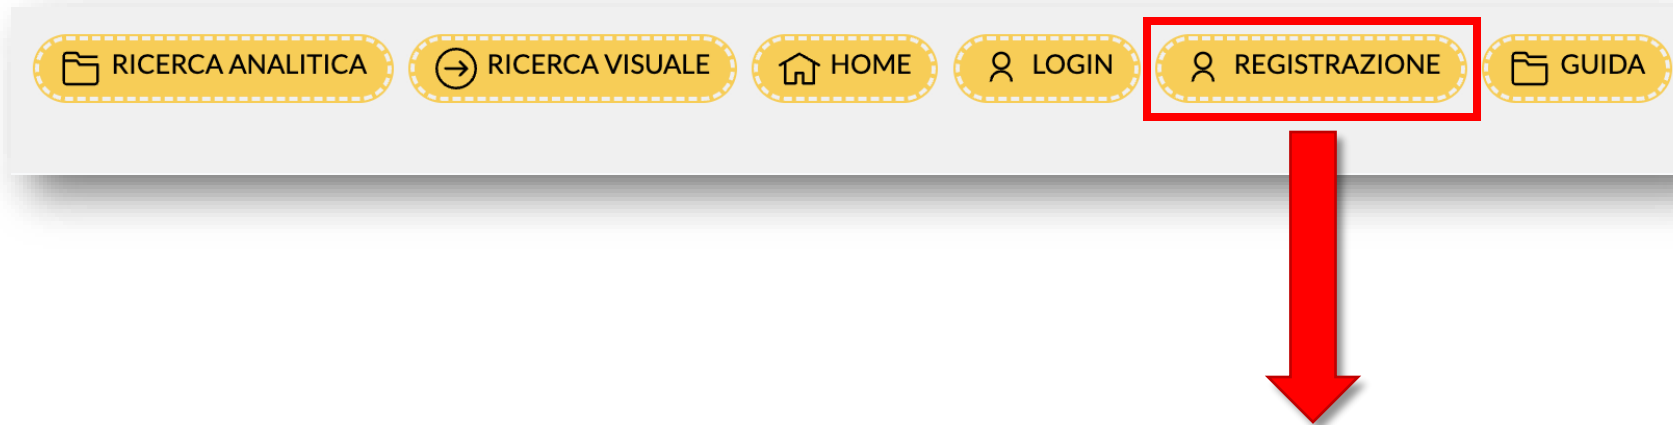 RICERCA ANALITICA RICERCA VISUALE HOME LOGIN REGISTRAZIONE GUIDA